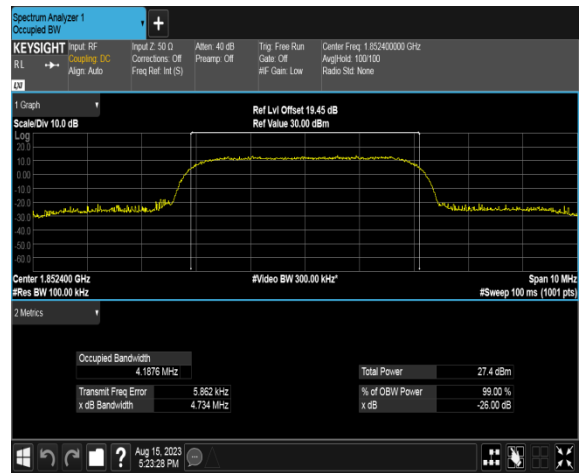 Spectrum Analyzer 1
Occupied BW
+
KEYSIGHT Input: RF Input Z: 50 Ω Atten: 40 dB Trig: Free Run Center Freq: 1.852400000 GHz
RL Coupling: DC Corrections: Off Preamp: Off Gate: Off Avg|Hold: 100/100
Align: Auto Freq Ref: Int (S) #IF Gain: Low Radio Std: None
LXI
1 Graph Ref Lvl Offset 19.45 dB
Scale/Div 10.0 dB Ref Value 30.00 dBm
Log
20.0
10.0
0.00
-10.0
-20.0
-30.0
-40.0
-50.0
-60.0
Center 1.852400 GHz #Video BW 300.00 kHz* Span 10 MHz
#Res BW 100.00 kHz #Sweep 100 ms (1001 pts)
2 Metrics
Occupied Bandwidth
4.1876 MHz Total Power 27.4 dBm
Transmit Freq Error 5.862 kHz % of OBW Power 99.00 %
x dB Bandwidth 4.734 MHz x dB -26.00 dB
? Aug 15, 2023
5:23:28 PM